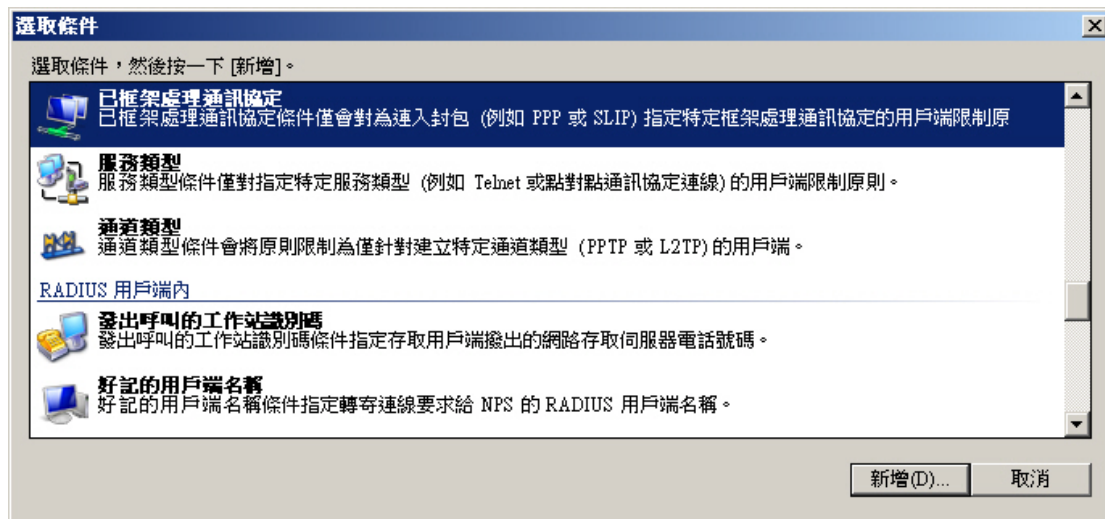 選取條件
選取條件，然後按一下 [新增]。
已框架處理通訊協定
已框架處理通訊協定條件僅會對為連入封包 (例如 PPP 或 SLIP) 指定特定框架處理通訊協定的用戶端限制原
服務類型
服務類型條件僅對指定特定服務類型 (例如 Telnet 或點對點通訊協定連線) 的用戶端限制原則。
通道類型
通道類型條件會將原則限制為僅針對建立特定通道類型 (PPTP 或 L2TP) 的用戶端。
RADIUS 用戶端內
發出呼叫的工作站識別碼
發出呼叫的工作站識別碼條件指定存取用戶端撥出的網路存取伺服器電話號碼。
好記的用戶端名稱
好記的用戶端名稱條件指定轉寄連線要求給 NPS 的 RADIUS 用戶端名稱。
新增(D)... 取消